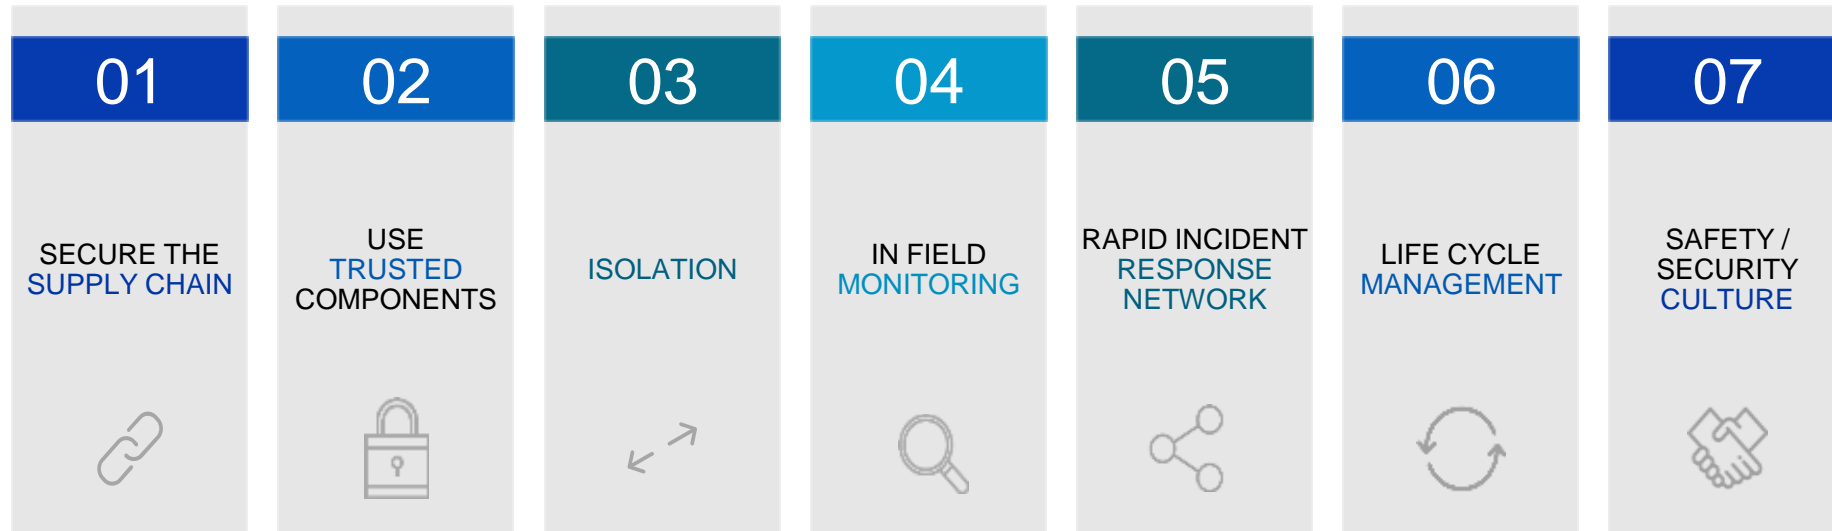 01
SECURE THE
SUPPLY CHAIN
02
USE
TRUSTED
COMPONENTS
03
ISOLATION
04
IN FIELD
MONITORING
05
RAPID INCIDENT
RESPONSE
NETWORK
06
LIFE CYCLE
MANAGEMENT
07
SAFETY /
SECURITY
CULTURE